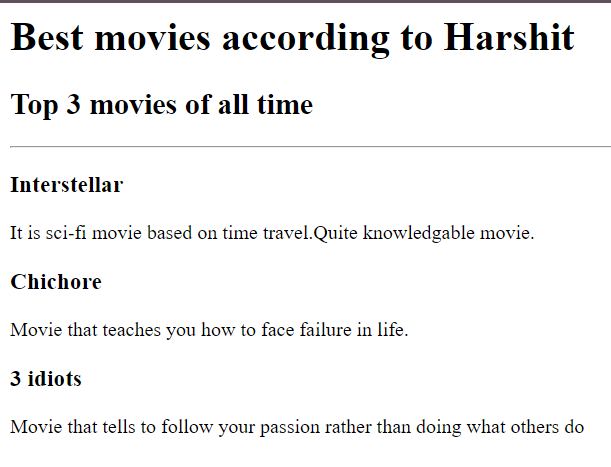 Best movies according to Harshit
Top 3 movies of all time
Interstellar
It is sci-fi movie based on time travel.Quite knowledgable movie.
Chichore
Movie that teaches you how to face failure in life.
3 idiots
Movie that tells to follow your passion rather than doing what others do